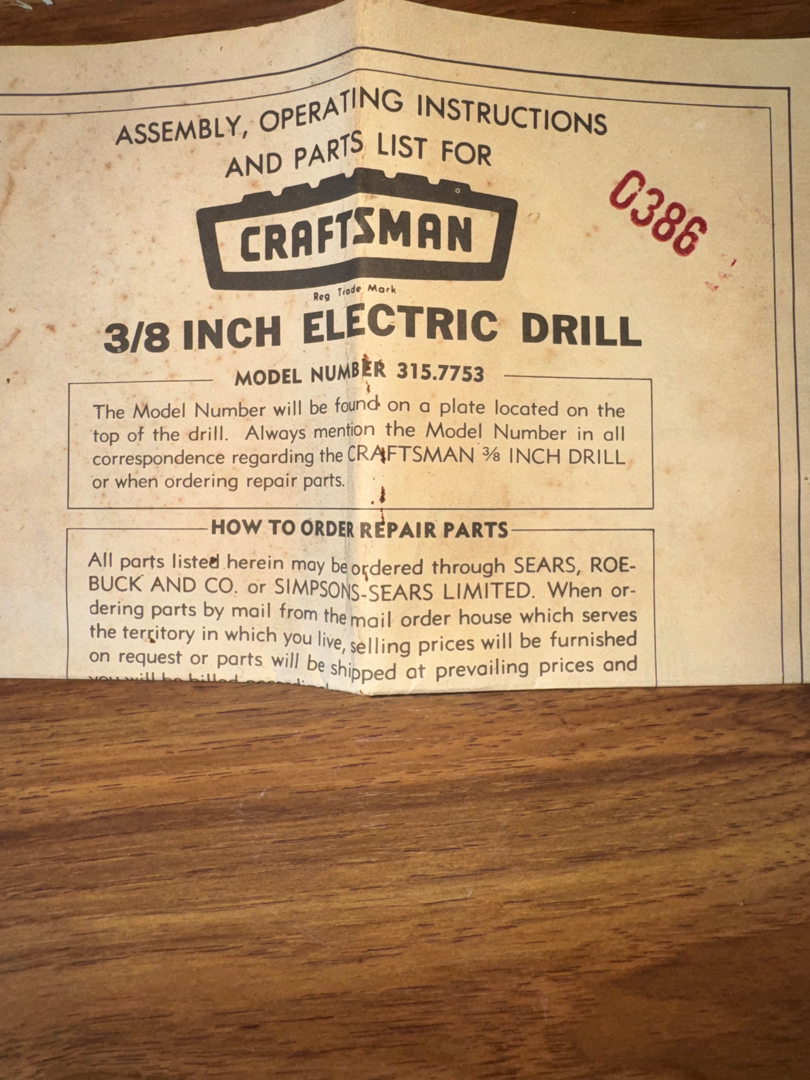 ASSEMBLY, OPERATING INSTRUCTIONS
AND PARTS LIST FOR
0386
CRAFTSMAN
Reg Trade Mark
3/8 INCH ELECTRIC DRILL
MODEL NUMBER 315.7753
The Model Number will be found on a plate located on the
top of the drill. Always mention the Model Number in all
correspondence regarding the CRAFTSMAN ⅜ INCH DRILL
or when ordering repair parts.
HOW TO ORDER REPAIR PARTS
All parts listed herein may be ordered through SEARS, ROE-
BUCK AND CO. or SIMPSONS-SEARS LIMITED. When or-
dering parts by mail from the mail order house which serves
the territory in which you live, selling prices will be furnished
on request or parts will be shipped at prevailing prices and
you will be billed